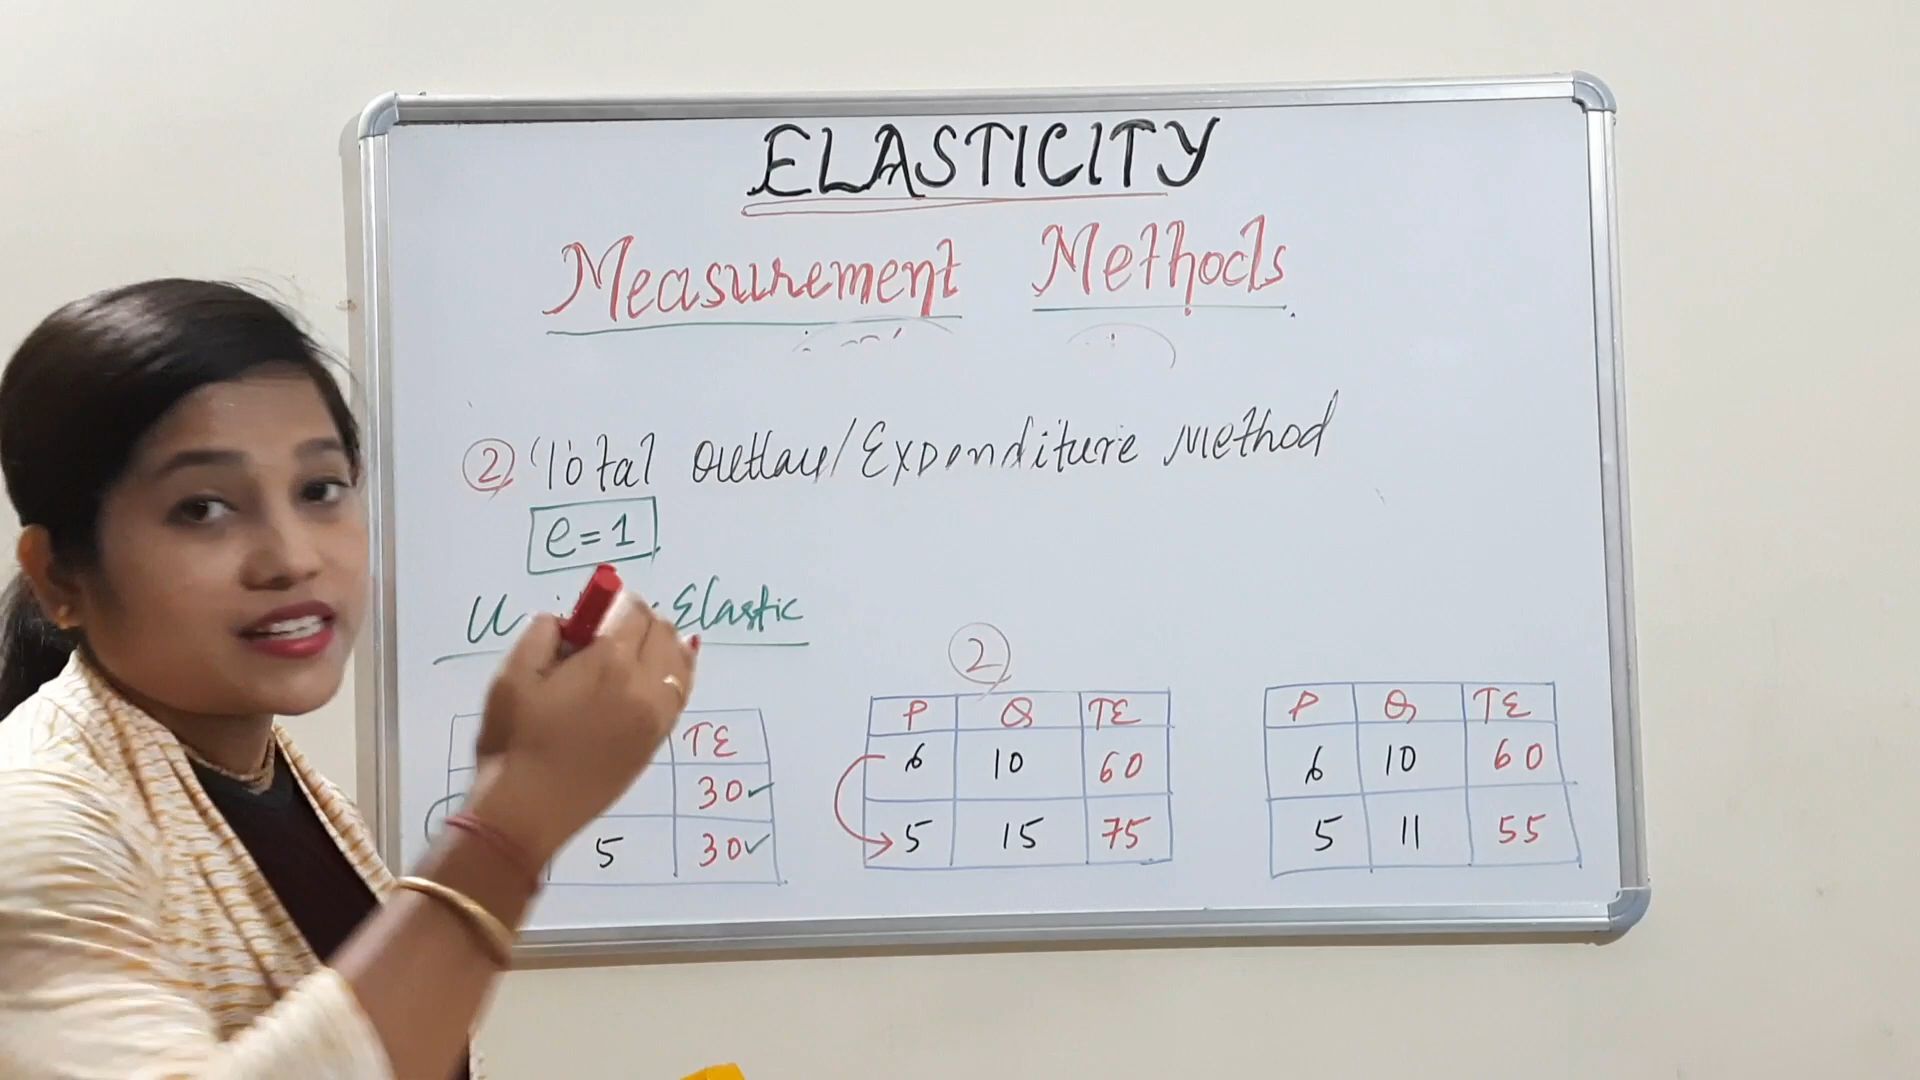 ELASTICITY
Measurement Methods.
② Total Outlay/Expenditure Method
e=1
Elastic
②
TE
30✓
5 30✓
P Q TE
6 10 60
5 15 75
P Q TE
6 10 60
5 11 55